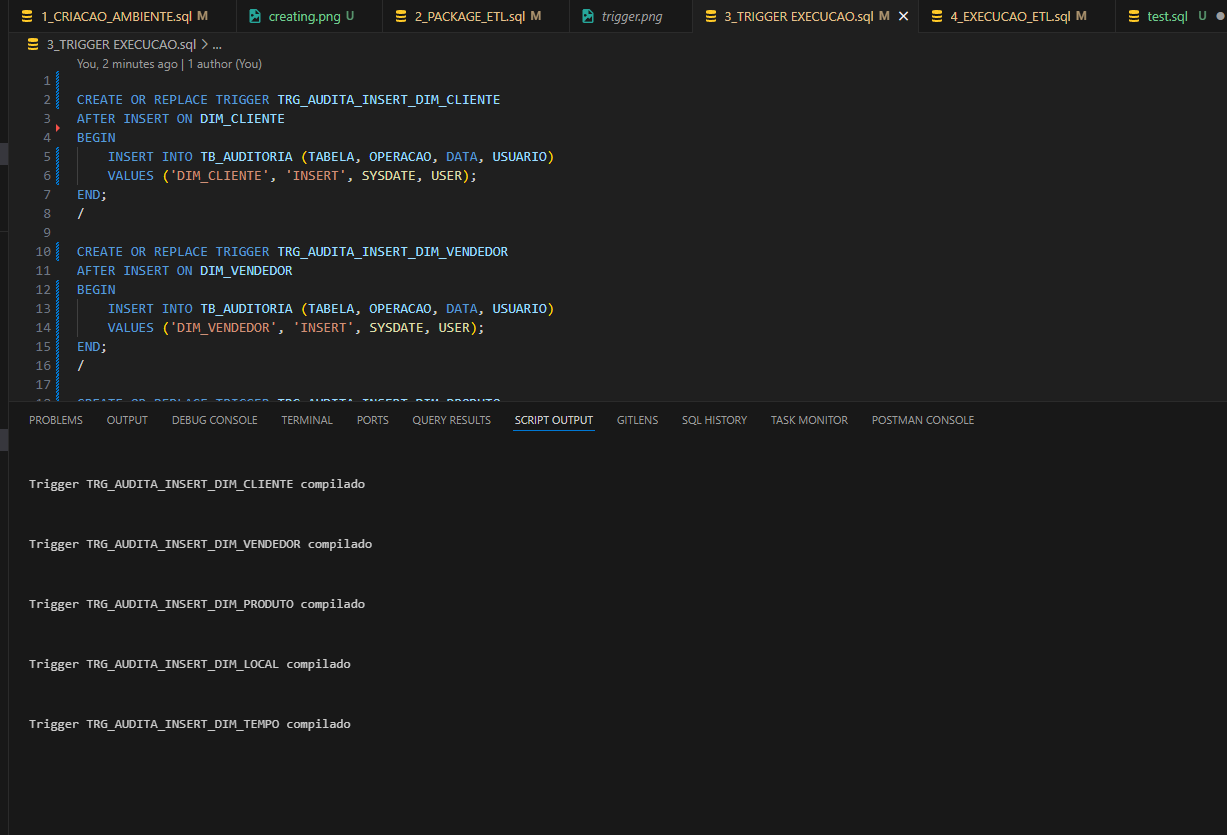 1_CRIACAO_AMBIENTE.sql M creating.png U 2_PACKAGE_ETL.sql M trigger.png 3_TRIGGER EXECUCAO.sql M 4_EXECUCAO_ETL.sql M test.sql U
3_TRIGGER EXECUCAO.sql > ...
You, 2 minutes ago | 1 author (You)
1
2 CREATE OR REPLACE TRIGGER TRG_AUDITA_INSERT_DIM_CLIENTE
3 AFTER INSERT ON DIM_CLIENTE
4 BEGIN
5 INSERT INTO TB_AUDITORIA (TABELA, OPERACAO, DATA, USUARIO)
6 VALUES ('DIM_CLIENTE', 'INSERT', SYSDATE, USER);
7 END;
8 /
9
10 CREATE OR REPLACE TRIGGER TRG_AUDITA_INSERT_DIM_VENDEDOR
11 AFTER INSERT ON DIM_VENDEDOR
12 BEGIN
13 INSERT INTO TB_AUDITORIA (TABELA, OPERACAO, DATA, USUARIO)
14 VALUES ('DIM_VENDEDOR', 'INSERT', SYSDATE, USER);
15 END;
16 /
17
18 CREATE OR REPLACE TRIGGER TRG_AUDITA_INSERT_DIM_PRODUTO
PROBLEMS OUTPUT DEBUG CONSOLE TERMINAL PORTS QUERY RESULTS SCRIPT OUTPUT GITLENS SQL HISTORY TASK MONITOR POSTMAN CONSOLE
Trigger TRG_AUDITA_INSERT_DIM_CLIENTE compilado
Trigger TRG_AUDITA_INSERT_DIM_VENDEDOR compilado
Trigger TRG_AUDITA_INSERT_DIM_PRODUTO compilado
Trigger TRG_AUDITA_INSERT_DIM_LOCAL compilado
Trigger TRG_AUDITA_INSERT_DIM_TEMPO compilado